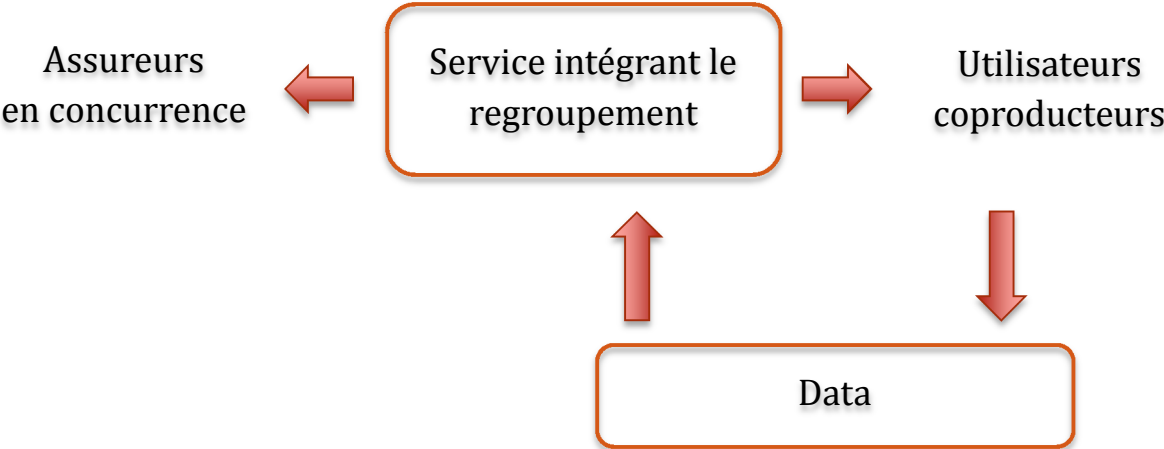 Assureurs
en concurrence
Service intégrant le
regroupement
Utilisateurs
coproducteurs
Data